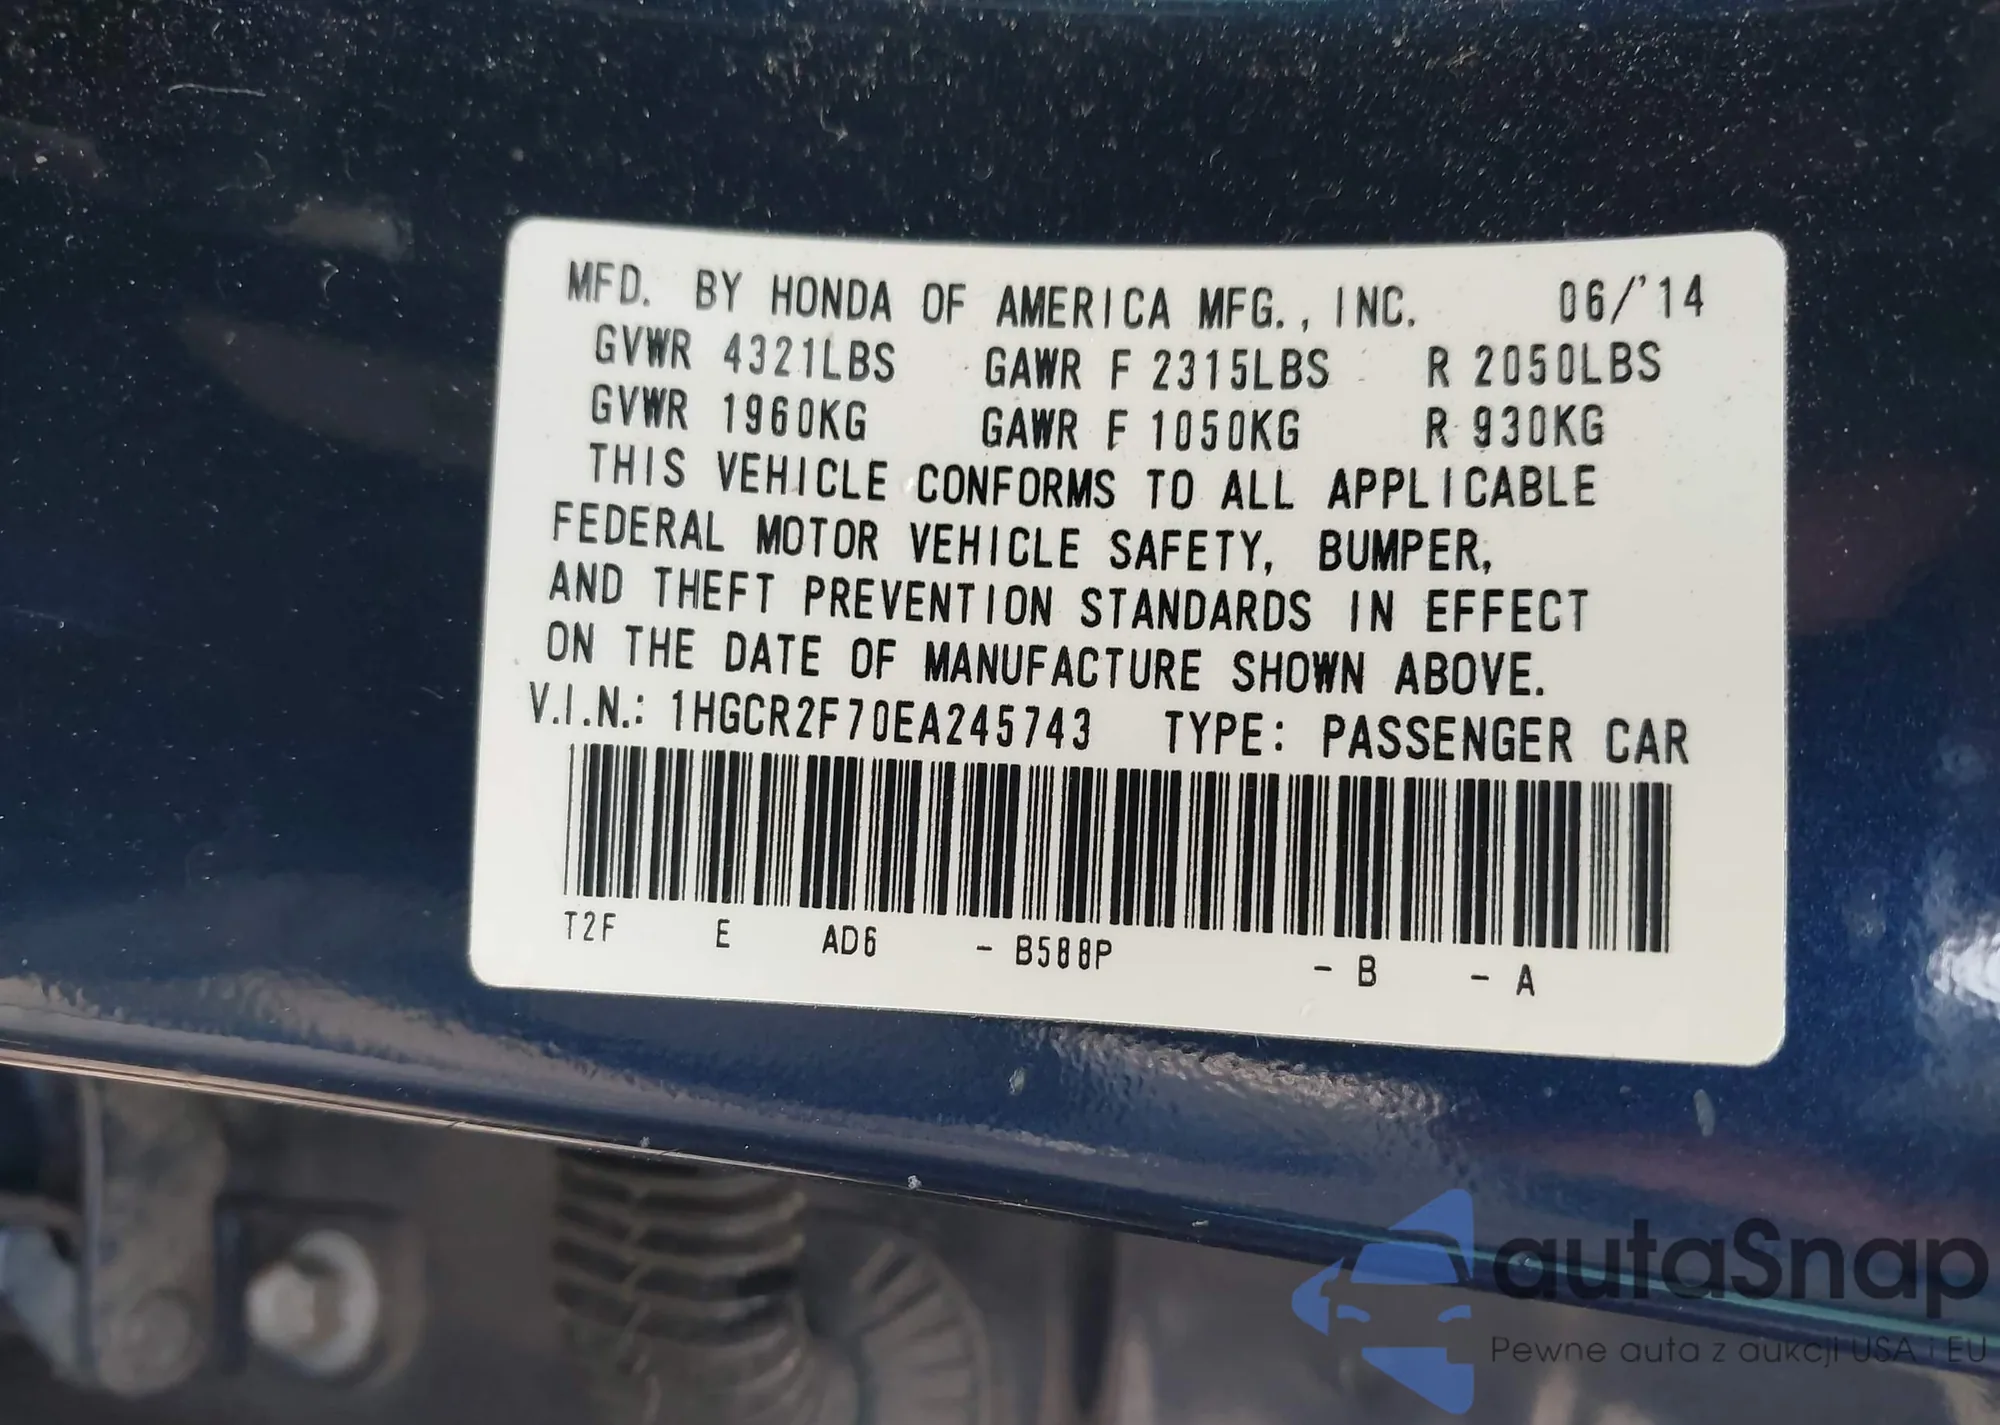 MFD. BY HONDA OF AMERICA MFG., INC. 06/'14
GVWR 4321LBS GAWR F 2315LBS R 2050LBS
GVWR 1960KG GAWR F 1050KG R 930KG
THIS VEHICLE CONFORMS TO ALL APPLICABLE
FEDERAL MOTOR VEHICLE SAFETY, BUMPER,
AND THEFT PREVENTION STANDARDS IN EFFECT
ON THE DATE OF MANUFACTURE SHOWN ABOVE.
V.I.N.: 1HGCR2F70EA245743 TYPE: PASSENGER CAR
T2F E AD6 - B588P - B - A
autaSnap
Pewne auta z aukcji USA i EU